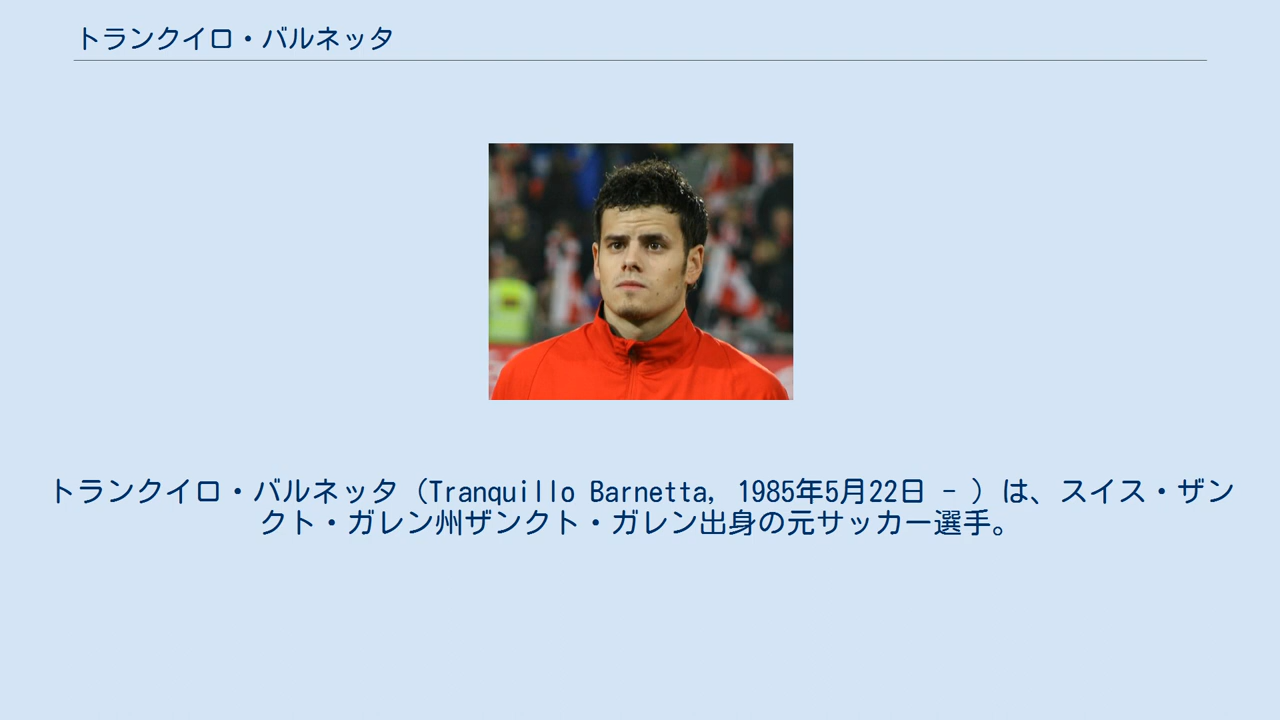 トランクイロ・バルネッタ
トランクイロ・バルネッタ（Tranquillo Barnetta, 1985年5月22日 - ）は、スイス・ザン
クト・ガレン州ザンクト・ガレン出身の元サッカー選手。